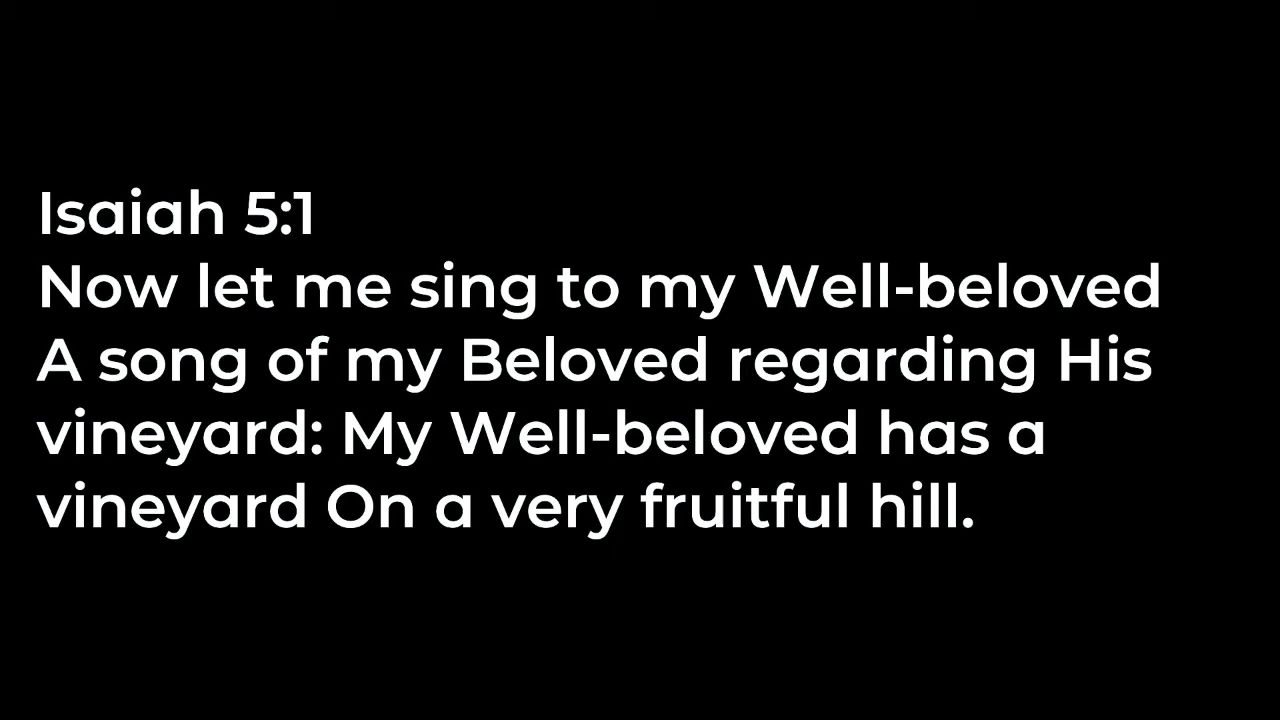 Isaiah 5:1
Now let me sing to my Well-beloved
A song of my Beloved regarding His
vineyard: My Well-beloved has a
vineyard On a very fruitful hill.